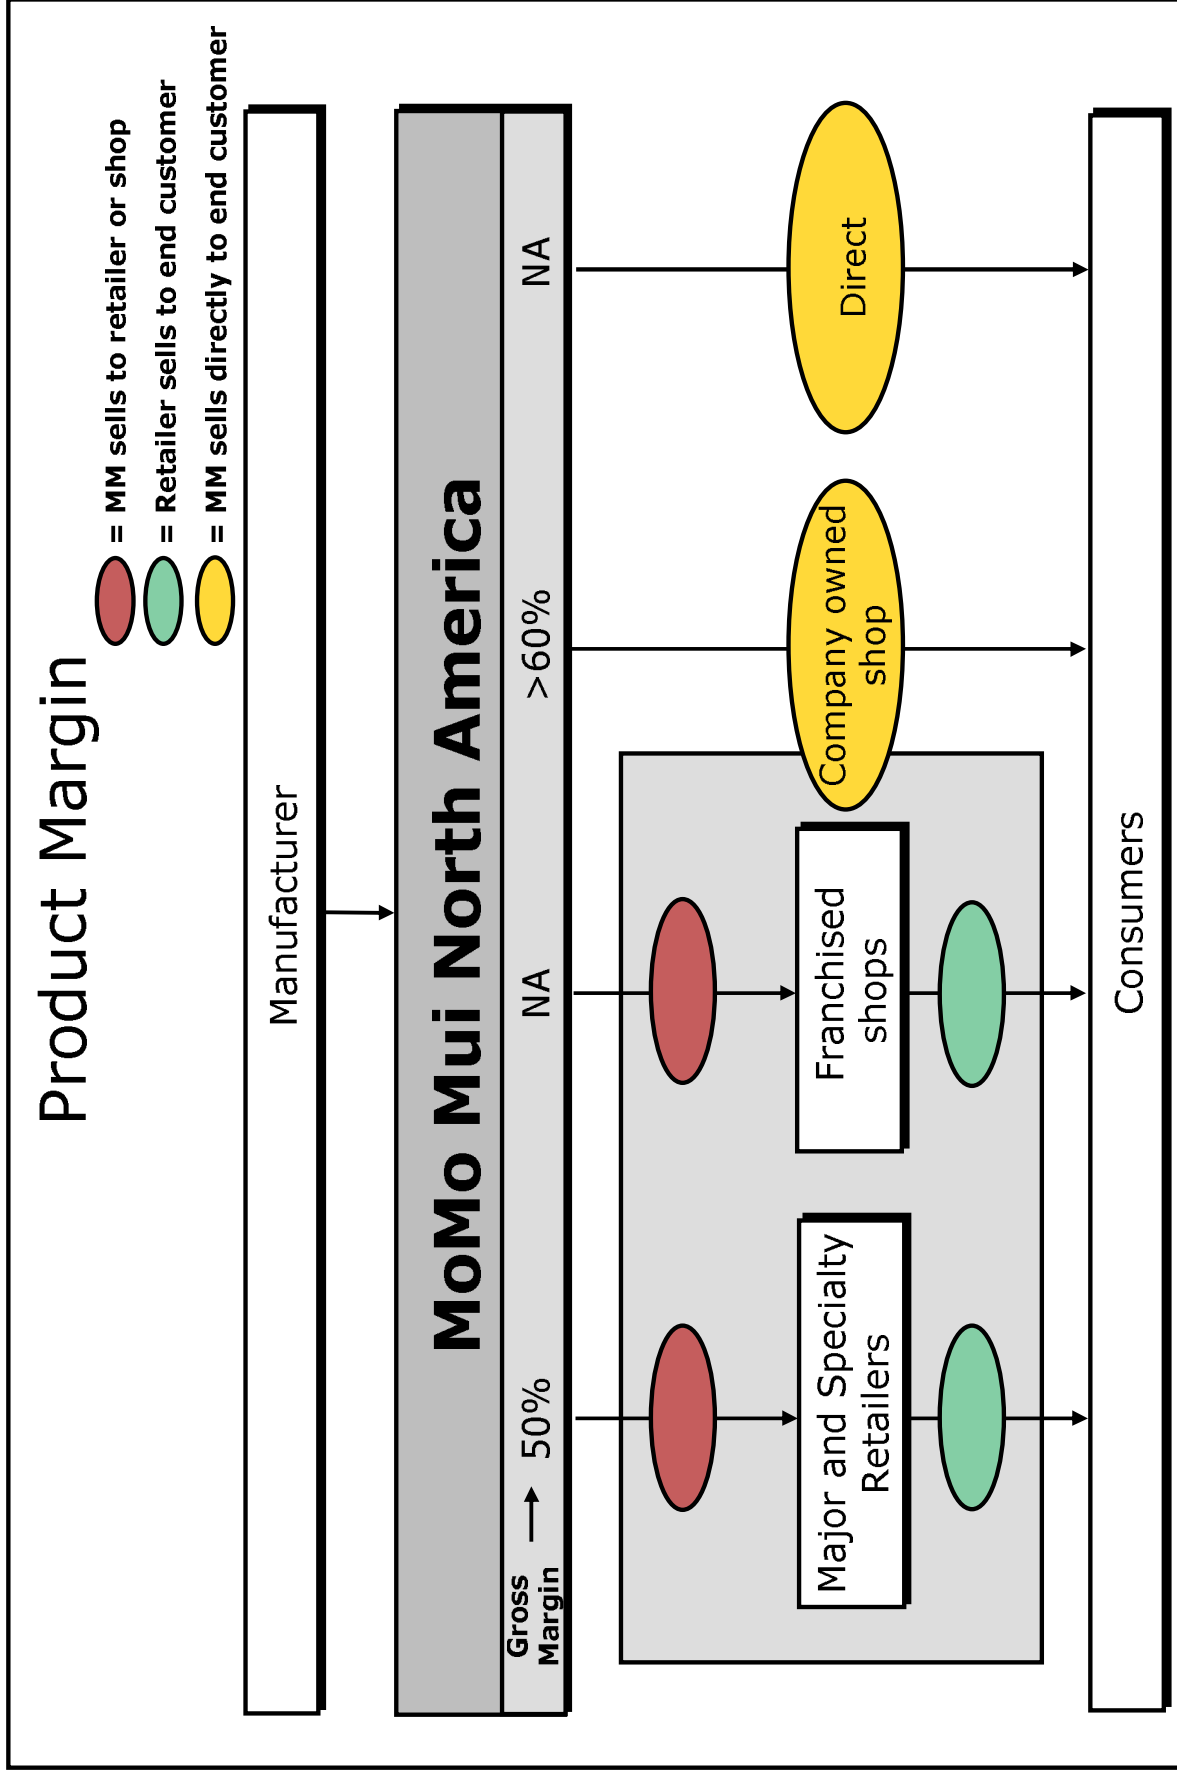 Product Margin
= MM sells to retailer or shop
= Retailer sells to end customer
= MM sells directly to end customer
Manufacturer
MoMo Mui North America
Gross
Margin
50%
NA
>60%
NA
Major and Specialty
Retailers
Franchised
shops
Company owned
shop
Direct
Consumers